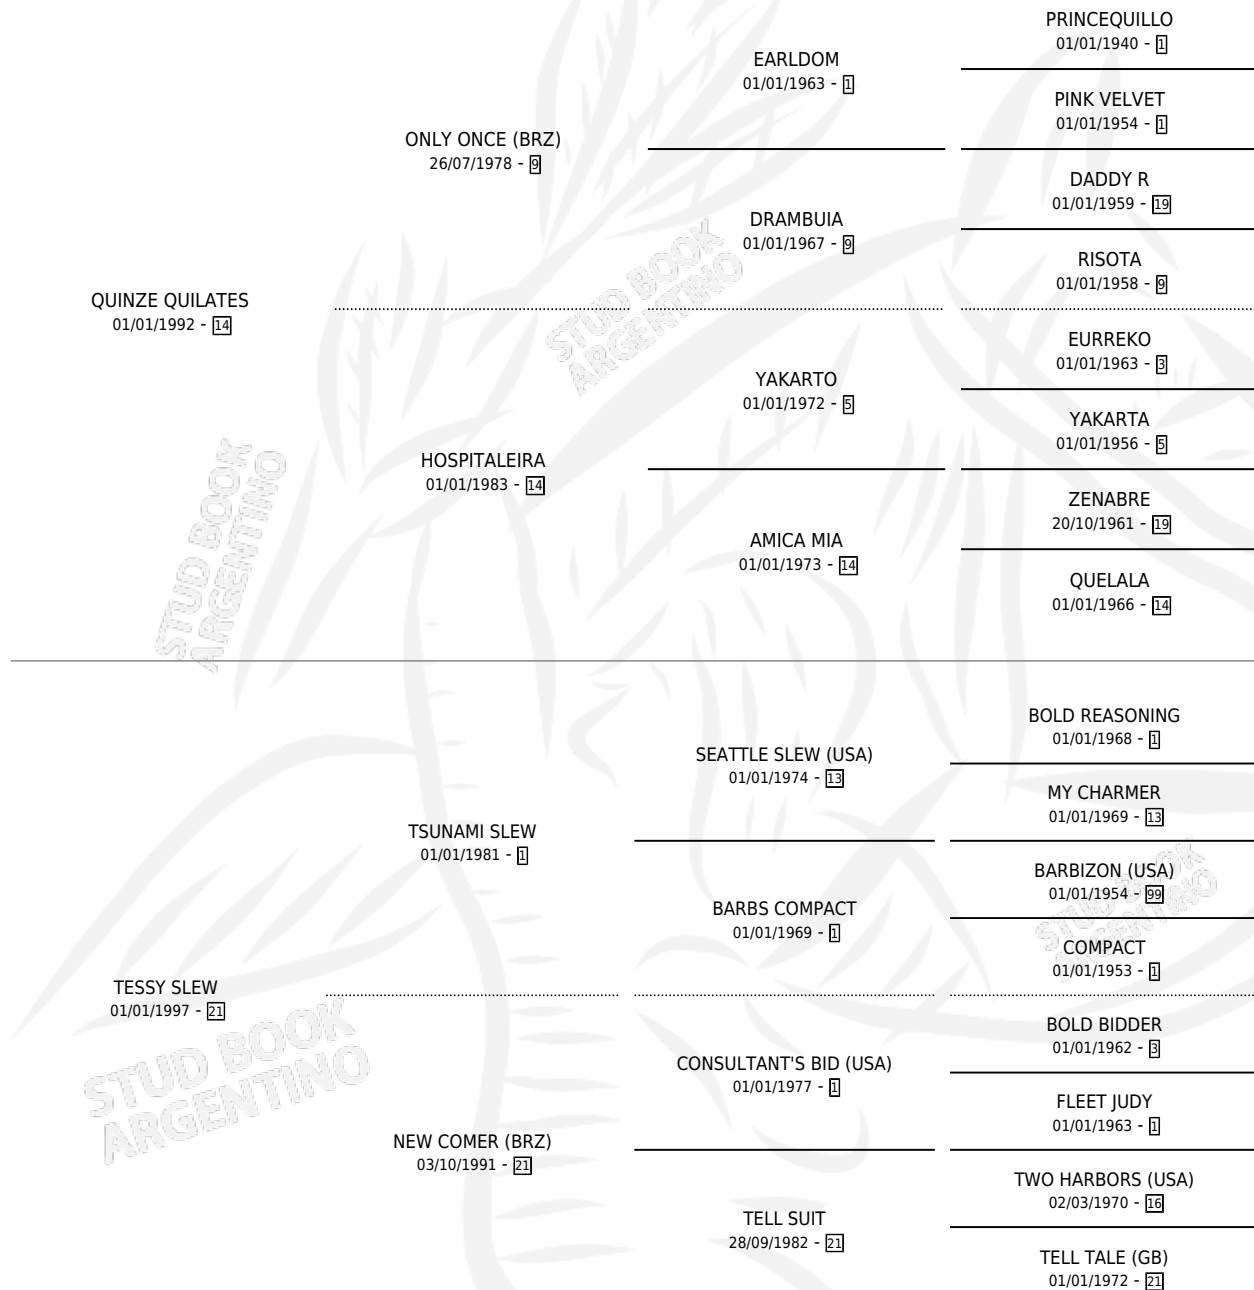 PRINCEQUILLO
01/01/1940 - 1
EARLDOM
01/01/1963 - 1
PINK VELVET
01/01/1954 - 1
ONLY ONCE (BRZ)
26/07/1978 - 9
DADDY R
01/01/1959 - 19
DRAMBUIA
01/01/1967 - 9
RISOTA
01/01/1958 - 9
QUINZE QUILATES
01/01/1992 - 14
EURREKO
01/01/1963 - 3
YAKARTO
01/01/1972 - 5
YAKARTA
01/01/1956 - 5
HOSPITALEIRA
01/01/1983 - 14
ZENABRE
20/10/1961 - 19
AMICA MIA
01/01/1973 - 14
QUELALA
01/01/1966 - 14
BOLD REASONING
01/01/1968 - 1
SEATTLE SLEW (USA)
01/01/1974 - 13
MY CHARMER
01/01/1969 - 13
TSUNAMI SLEW
01/01/1981 - 1
BARBIZON (USA)
01/01/1954 - 99
BARBS COMPACT
01/01/1969 - 1
COMPACT
01/01/1953 - 1
TESSY SLEW
01/01/1997 - 21
BOLD BIDDER
01/01/1962 - 3
CONSULTANT'S BID (USA)
01/01/1977 - 1
FLEET JUDY
01/01/1963 - 1
NEW COMER (BRZ)
03/10/1991 - 21
TWO HARBORS (USA)
02/03/1970 - 16
TELL SUIT
28/09/1982 - 21
TELL TALE (GB)
01/01/1972 - 21
STUD BOOK
ARGENTINO
STUD BOOK
ARGENTINO
STUD BOOK
ARGENTINO
STUD BOOK
ARGENTINO